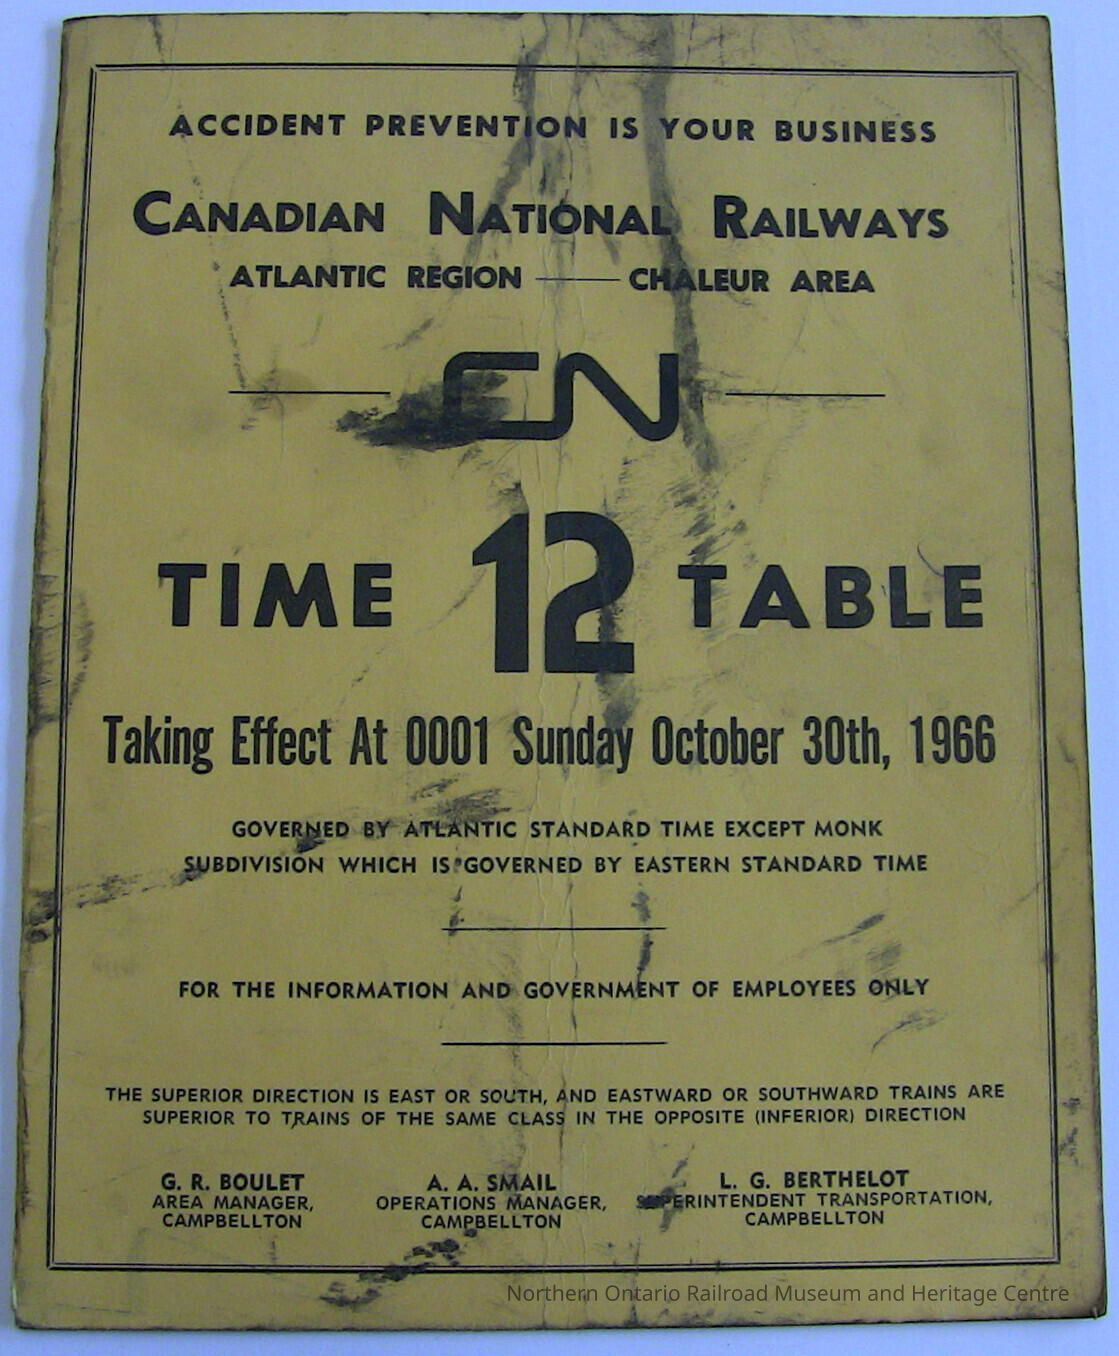 ACCIDENT PREVENTION IS YOUR BUSINESS
CANADIAN NATIONAL RAILWAYS
ATLANTIC REGION —— CHALEUR AREA
CN
TIME 12 TABLE
Taking Effect At 0001 Sunday October 30th, 1966
GOVERNED BY ATLANTIC STANDARD TIME EXCEPT MONK
SUBDIVISION WHICH IS GOVERNED BY EASTERN STANDARD TIME
FOR THE INFORMATION AND GOVERNMENT OF EMPLOYEES ONLY
THE SUPERIOR DIRECTION IS EAST OR SOUTH, AND EASTWARD OR SOUTHWARD TRAINS ARE
SUPERIOR TO TRAINS OF THE SAME CLASS IN THE OPPOSITE (INFERIOR) DIRECTION
G. R. BOULET
AREA MANAGER,
CAMPBELLTON
A. A. SMAIL
OPERATIONS MANAGER,
CAMPBELLTON
L. G. BERTHELOT
SUPERINTENDENT TRANSPORTATION,
CAMPBELLTON
Northern Ontario Railroad Museum and Heritage Centre